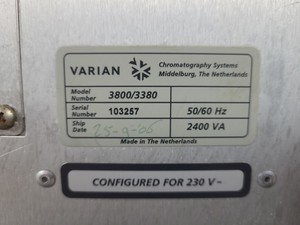 VARIAN Chromatography Systems
Middelburg, The Netherlands
Model Number 3800/3380
Serial Number 103257 50/60 Hz
Ship Date 2400 VA
Made in The Netherlands
CONFIGURED FOR 230 V~